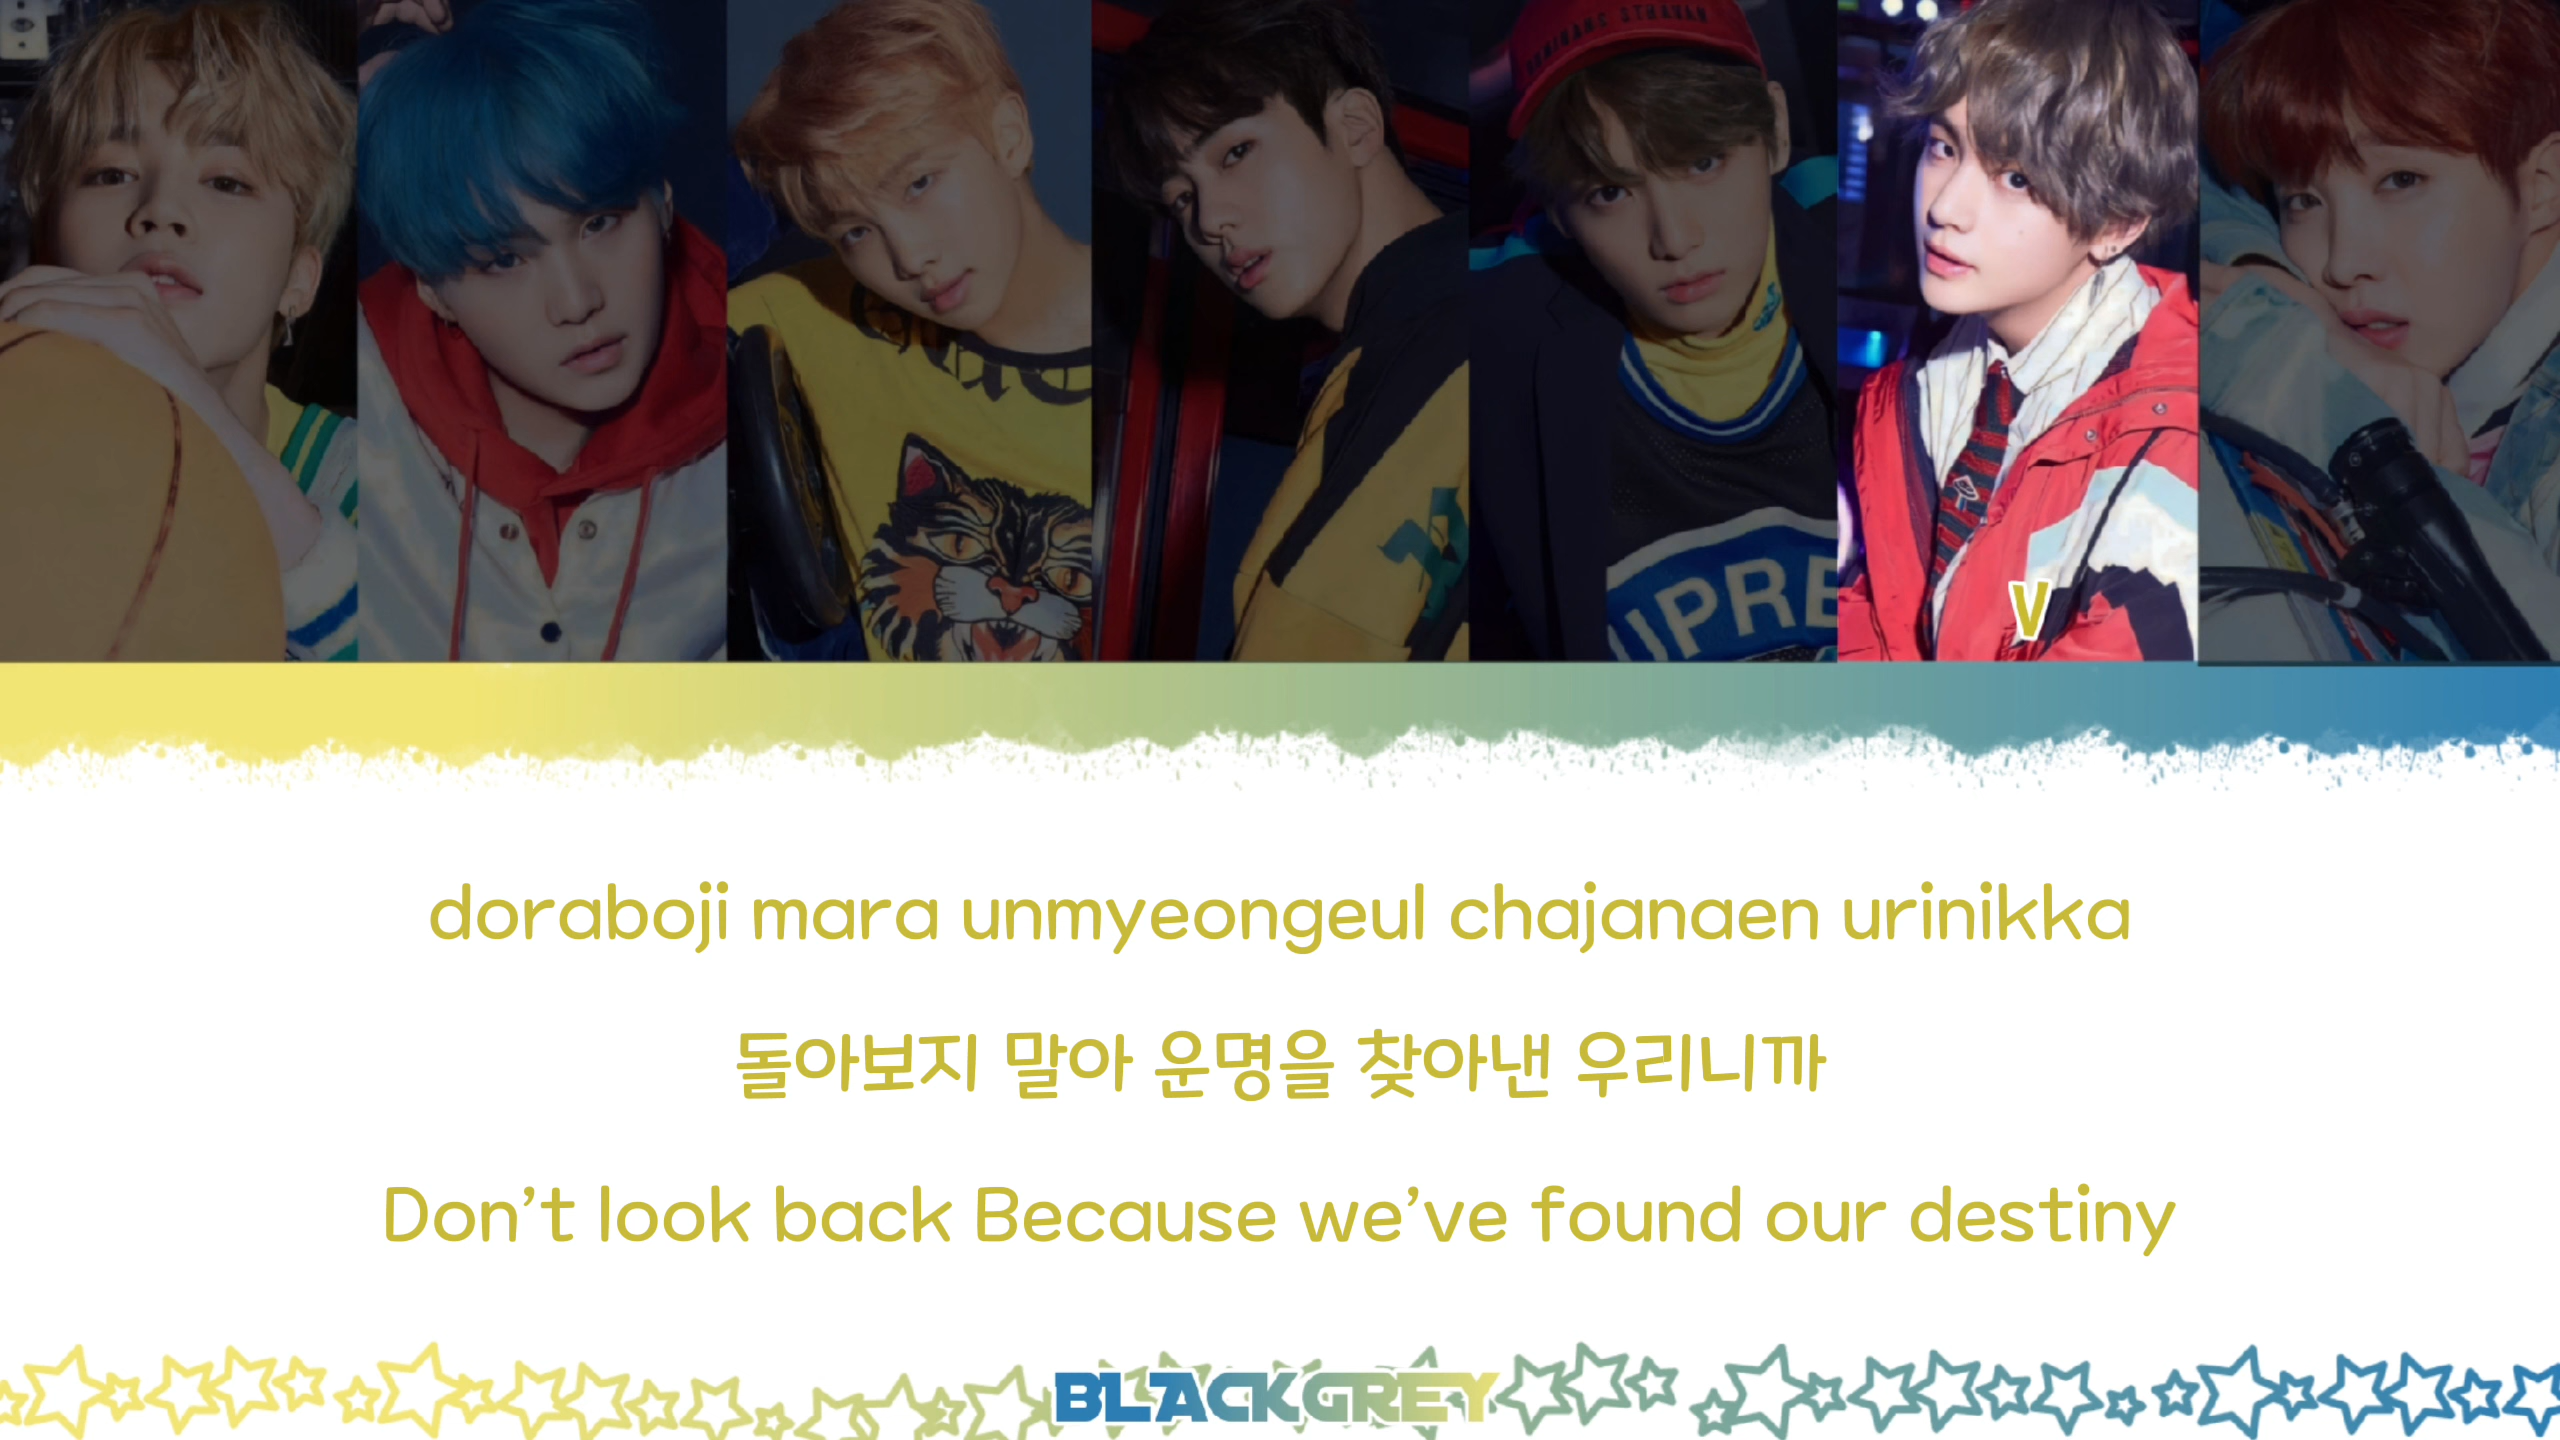 UPRE
V
doraboji mara unmyeongeul chajanaen urinikka
돌아보지 말아 운명을 찾아낸 우리니까
Don't look back Because we've found our destiny
BLACKGREY